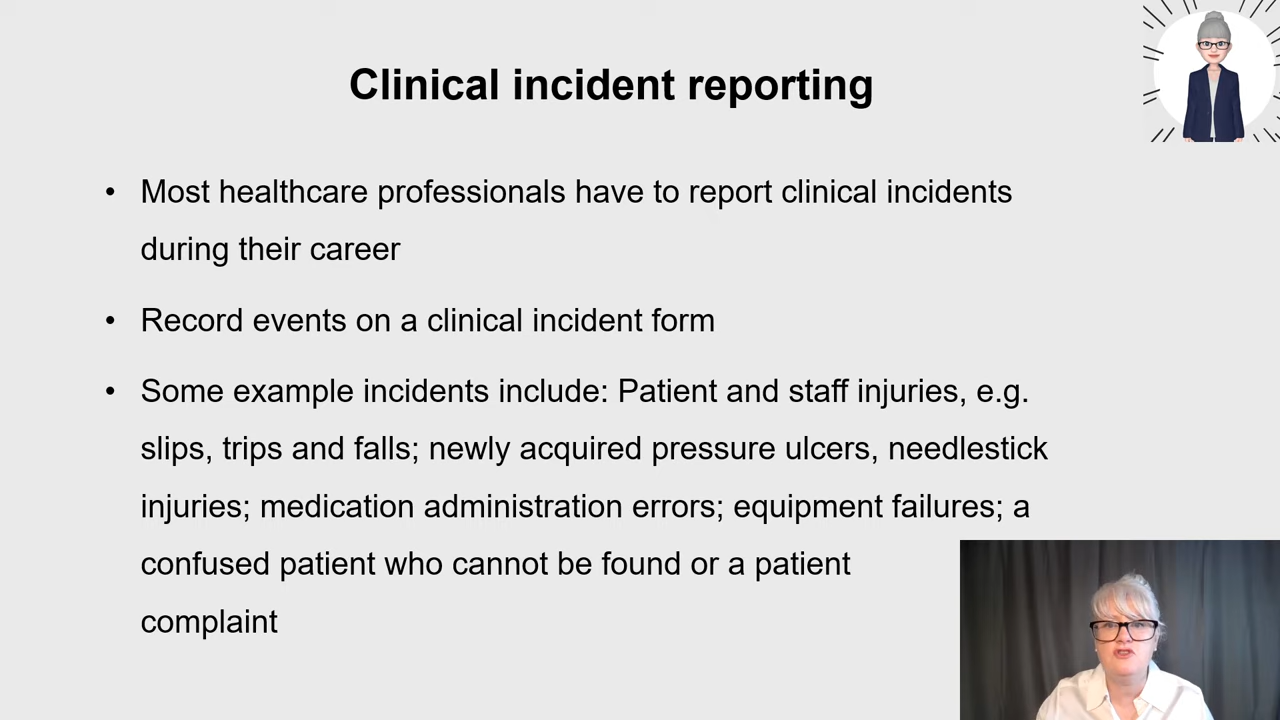 Clinical incident reporting
• Most healthcare professionals have to report clinical incidents
during their career
• Record events on a clinical incident form
• Some example incidents include: Patient and staff injuries, e.g.
slips, trips and falls; newly acquired pressure ulcers, needlestick
injuries; medication administration errors; equipment failures; a
confused patient who cannot be found or a patient
complaint